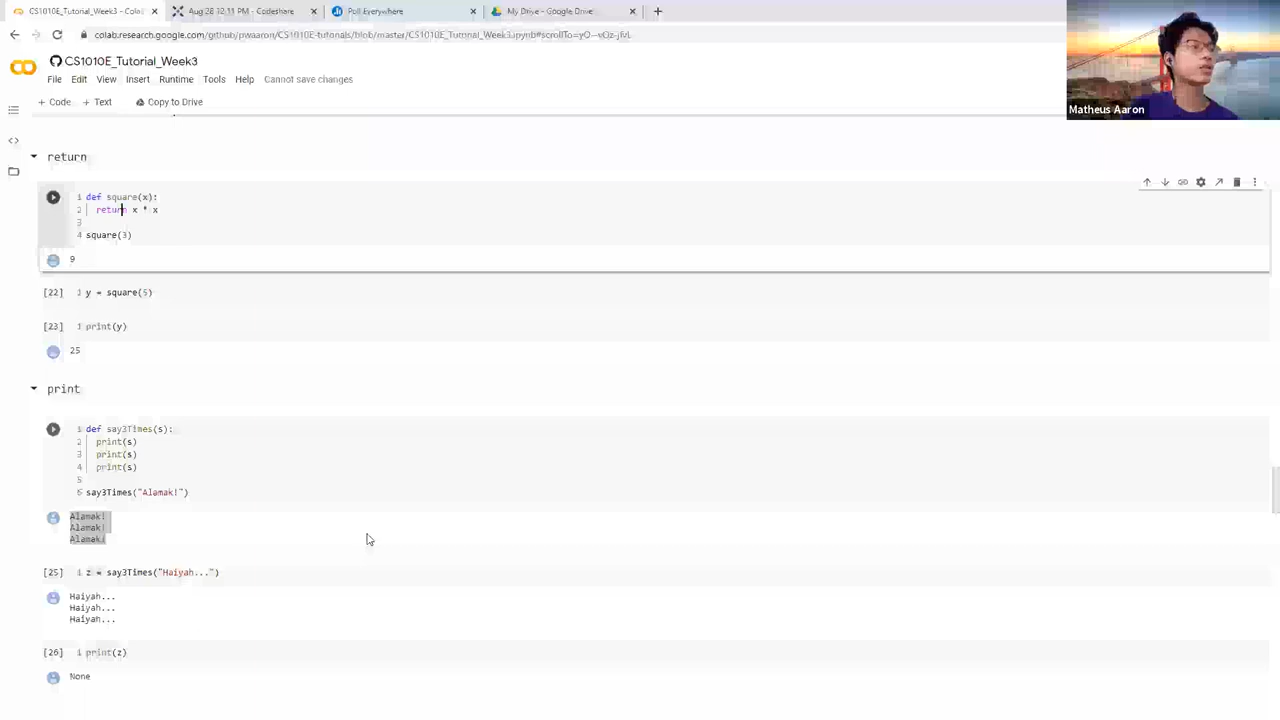 CS1010E_Tutorial_Week3 - Colab
Aug 28 12:11 PM - Codeshare
Poll Everywhere
My Drive - Google Drive
colab.research.google.com/github/pwaaron/CS1010E-tutorials/blob/master/CS1010E_Tutorial_Week3.ipynb#scrollTo=
CS1010E_Tutorial_Week3
File Edit View Insert Runtime Tools Help Cannot save changes
+ Code + Text Copy to Drive
Matheus Aaron
return
1 def square(x):
2 return x * x
3
4 square(3)
9
[22] 1 y = square(5)
[23] 1 print(y)
25
print
1 def say3Times(s):
2 print(s)
3 print(s)
4 print(s)
5
6 say3Times("Alamak!")
Alamak!
Alamak!
Alamak!
[25] 1 z = say3Times("Haiyah...")
Haiyah...
Haiyah...
Haiyah...
[26] 1 print(z)
None